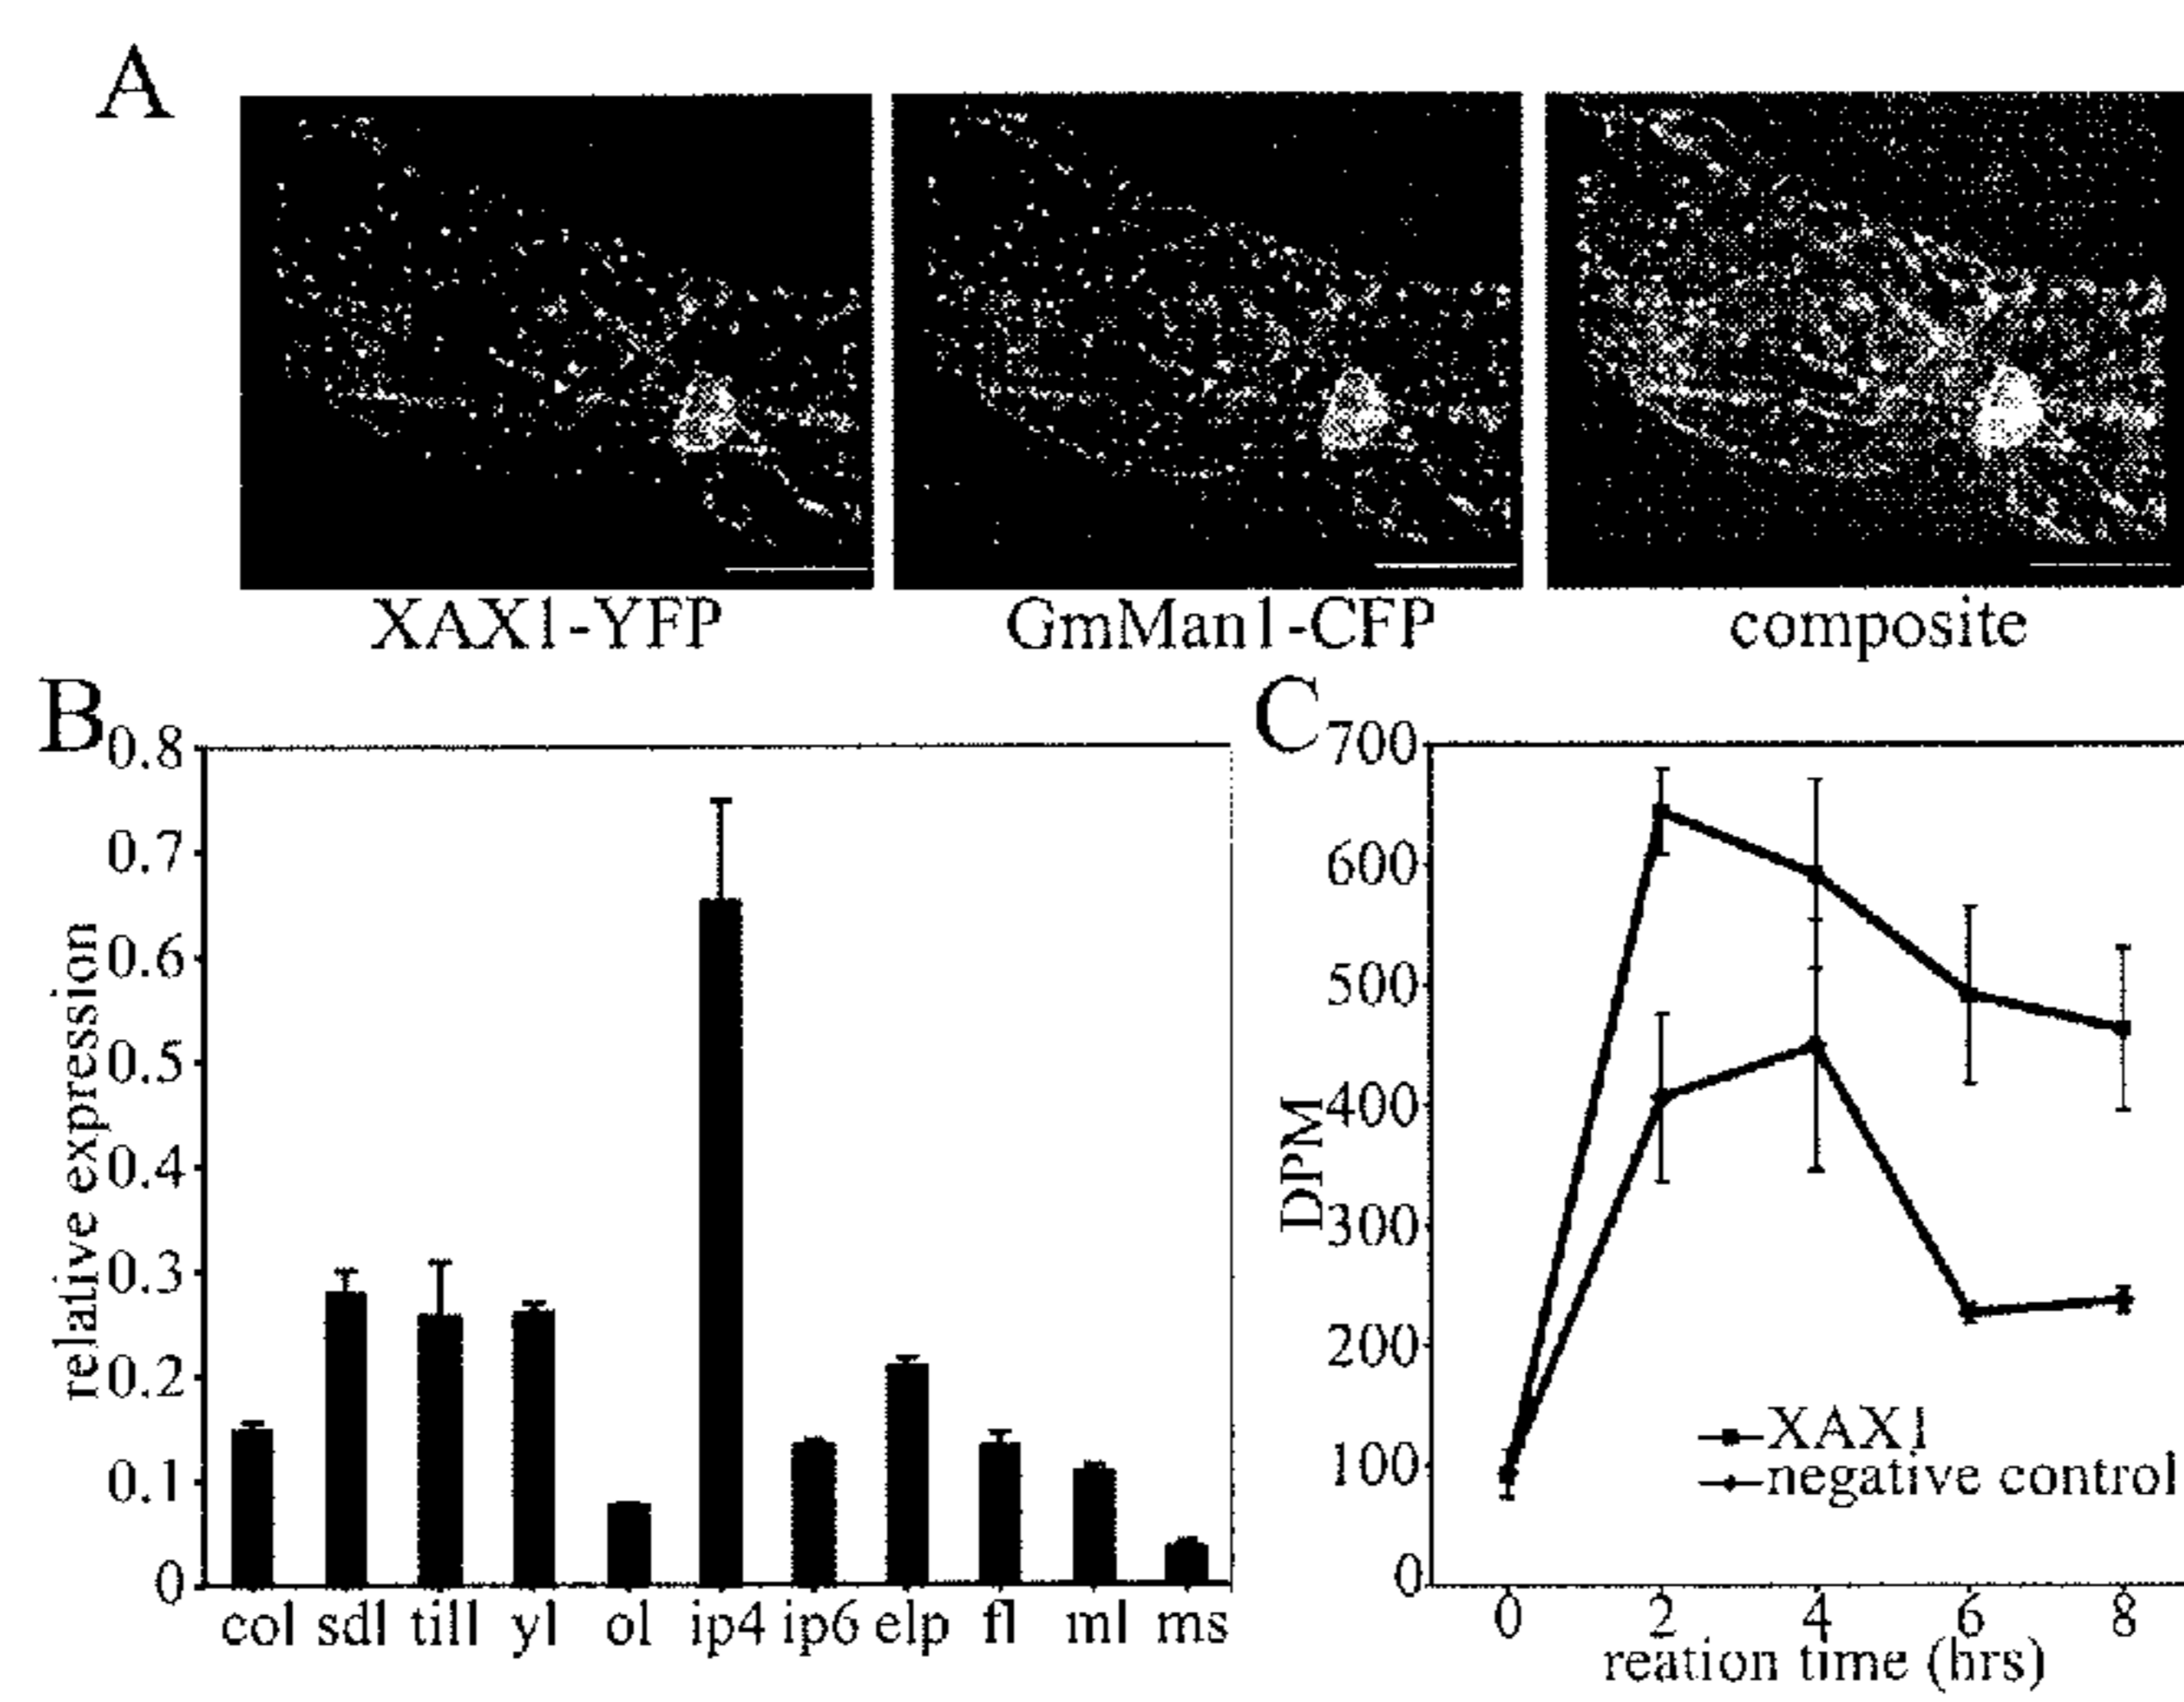 A
XAX1-YFP
GmMan1-CFP
composite
B
0.8
0.7
0.6
0.5
0.4
0.3
0.2
0.1
0
relative expression
col sdl till yl ol ip4 ip6 elp fl ml ms
C
700
600
500
400
300
200
100
0
DPM
XAX1
negative control
0 2 4 6 8
reation time (hrs)